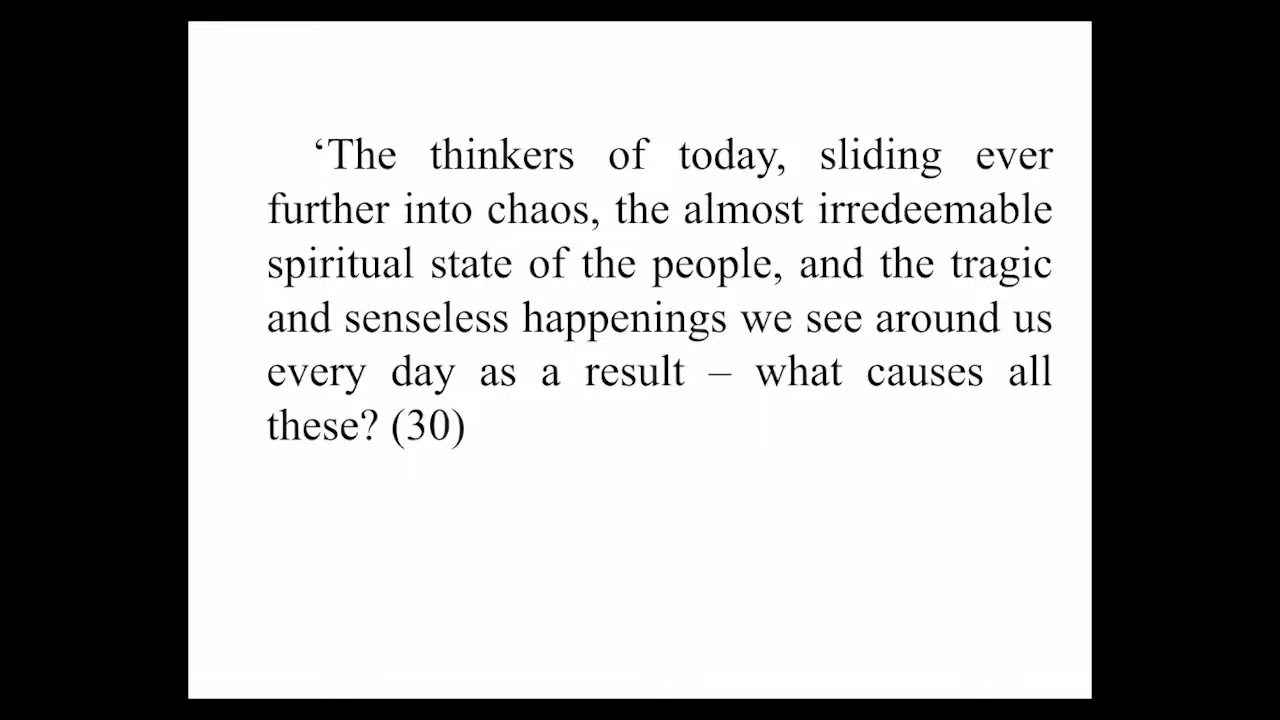 ‘The thinkers of today, sliding ever
further into chaos, the almost irredeemable
spiritual state of the people, and the tragic
and senseless happenings we see around us
every day as a result – what causes all
these? (30)